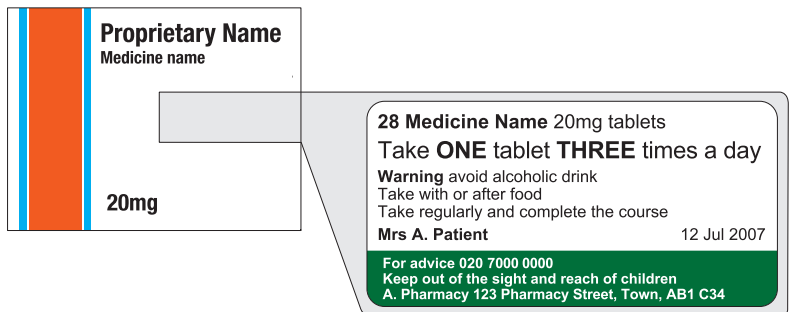 Proprietary Name
Medicine name
20mg
28 Medicine Name 20mg tablets
Take ONE tablet THREE times a day
Warning avoid alcoholic drink
Take with or after food
Take regularly and complete the course
Mrs A. Patient 12 Jul 2007
For advice 020 7000 0000
Keep out of the sight and reach of children
A. Pharmacy 123 Pharmacy Street, Town, AB1 C34